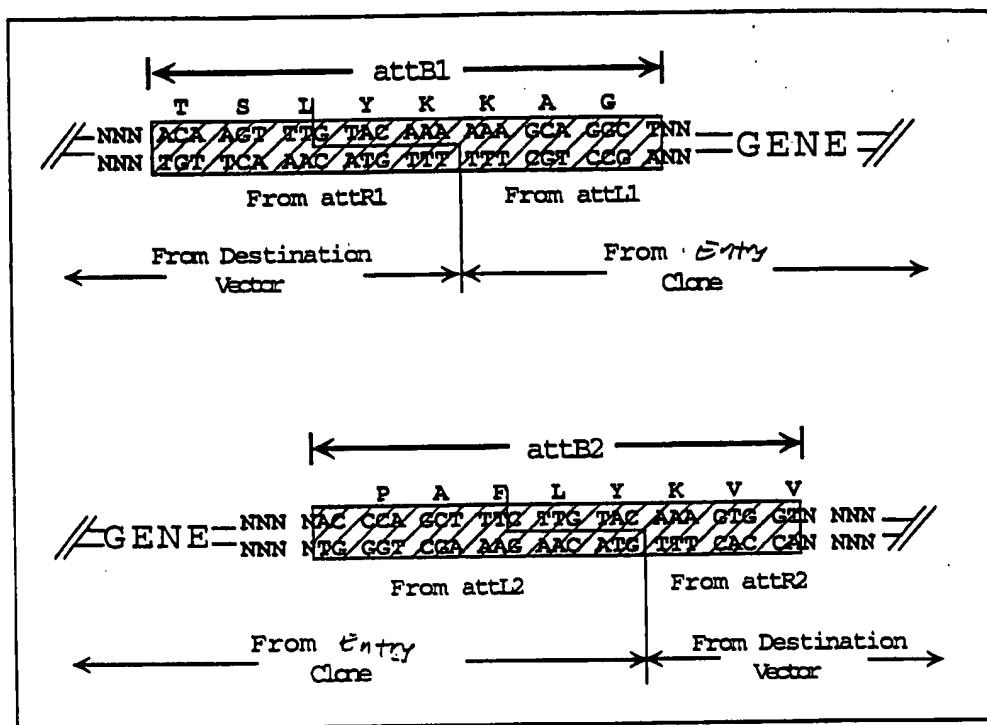 attB1
T S L Y K K A G
NNN ACA AGT TTG TAC AAA AAA GCA GGC TNN
GENE
NNN TGT TCA AAC ATG TTT TTT CGT CCG ANN
From attR1 From attL1
From Destination Vector From Entry Clone
attB2
P A F L Y K V V
GENE NNN NAC CCA GCT TTC TTG TAC AAA GTG GTN NNN
NNN NTG GGT CGA AAG AAC ATG TTT CAC CAN NNN
From attL2 From attR2
From Entry Clone From Destination Vector